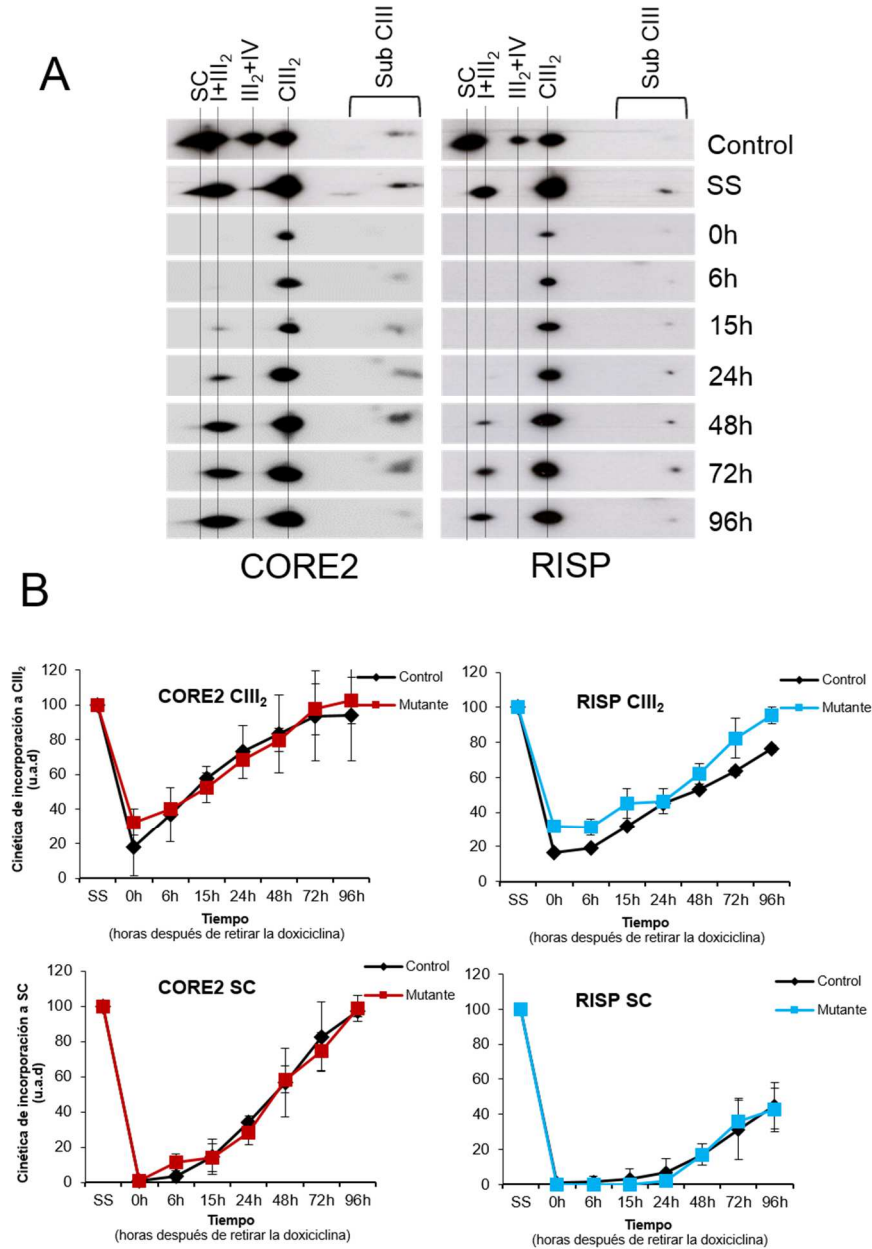 A
SC
I+III₂
III₂+IV
CIII₂
Sub CIII
SC
I+III₂
III₂+IV
CIII₂
Sub CIII
Control
SS
0h
6h
15h
24h
48h
72h
96h
CORE2
RISP
B
Cinética de incorporación a CIII₂
(u.a.d)
120
100
80
60
40
20
0
CORE2 CIII₂
Control
Mutante
SS 0h 6h 15h 24h 48h 72h 96h
Tiempo
(horas después de retirar la doxiciclina)
120
100
80
60
40
20
0
RISP CIII₂
Control
Mutante
SS 0h 6h 15h 24h 48h 72h 96h
Tiempo
(horas después de retirar la doxiciclina)
Cinética de incorporación a SC
(u.a.d)
120
100
80
60
40
20
0
CORE2 SC
Control
Mutante
SS 0h 6h 15h 24h 48h 72h 96h
Tiempo
(horas después de retirar la doxiciclina)
120
100
80
60
40
20
0
RISP SC
Control
Mutante
SS 0h 6h 15h 24h 48h 72h 96h
Tiempo
(horas después de retirar la doxiciclina)